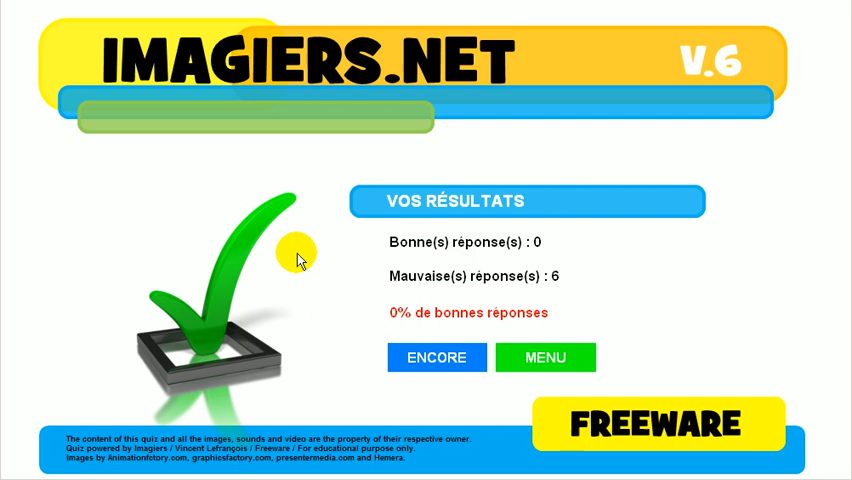 IMAGIERS.NET
V.6
VOS RÉSULTATS
Bonne(s) réponse(s) : 0
Mauvaise(s) réponse(s) : 6
0% de bonnes réponses
ENCORE
MENU
FREEWARE
The content of this quiz and all the images, sounds and video are the property of their respective owner.
Quiz powered by Imagiers / Vincent Lefrançois / Freeware / For educational purpose only.
Images by Animationfctory.com, graphicsfactory.com, presentermedia.com and Hemera.